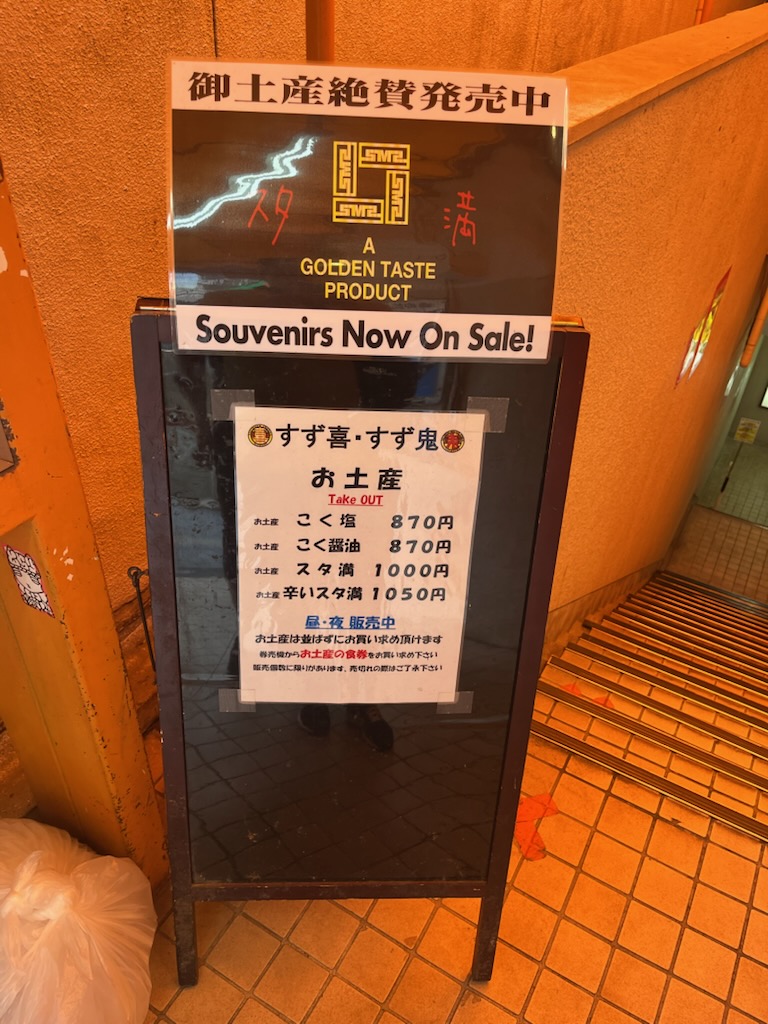 御土産絶賛発売中
SMS
SMS
SMS
SMS
スタ 満
A
GOLDEN TASTE
PRODUCT
Souvenirs Now On Sale!
すず喜・すず鬼
お土産
Take OUT
お土産 こく塩 870円
お土産 こく醤油 870円
お土産 スタ満 1000円
お土産 辛いスタ満 1050円
昼・夜 販売中
お土産は並ばずにお買い求め頂けます
券売機からお土産の食券をお買い求め下さい
販売個数に限りがあります、売切れの際はご了承下さい